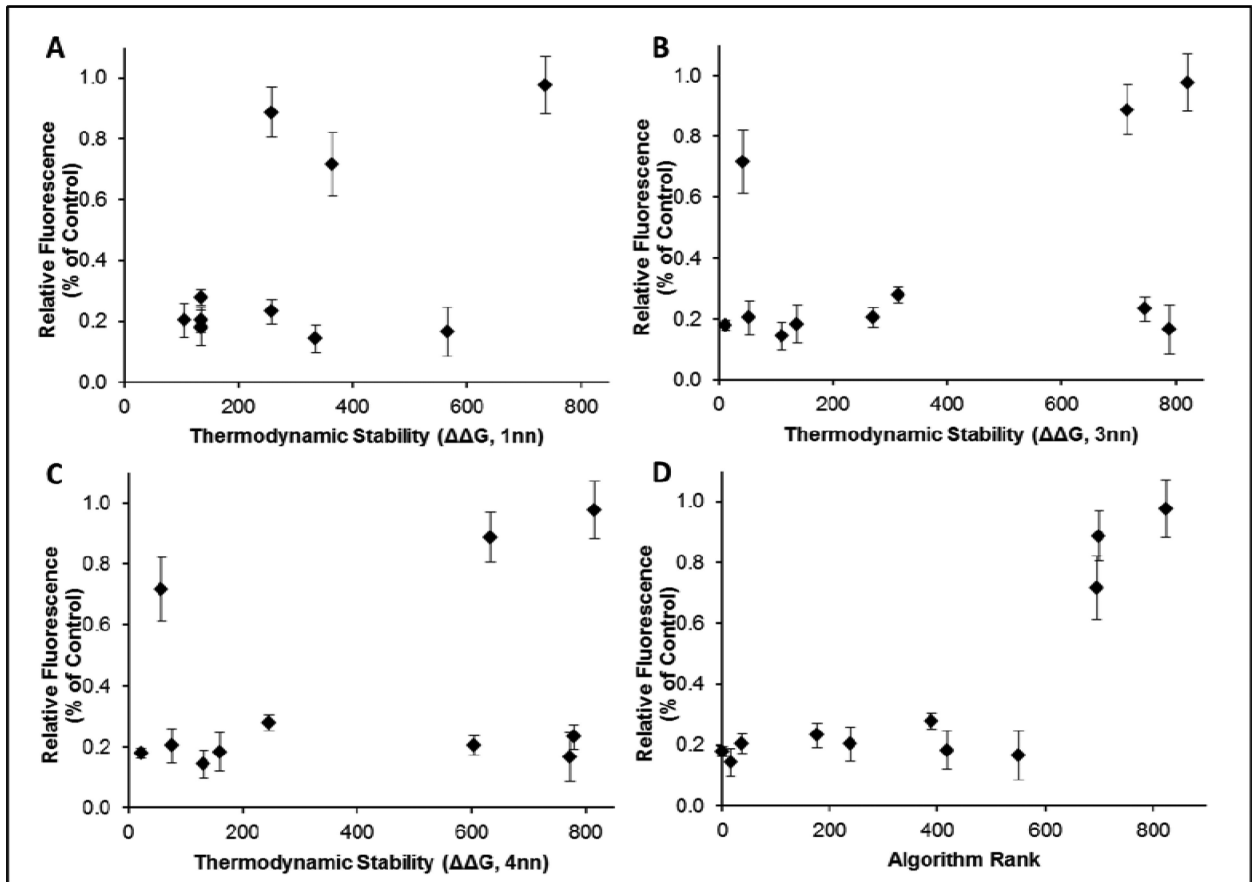 A
Relative Fluorescence
(% of Control)
1.0
0.8
0.6
0.4
0.2
0.0
0 200 400 600 800
Thermodynamic Stability (ΔΔG, 1nn)
B
Relative Fluorescence
(% of Control)
1.0
0.8
0.6
0.4
0.2
0.0
0 200 400 600 800
Thermodynamic Stability (ΔΔG, 3nn)
C
Relative Fluorescence
(% of Control)
1.0
0.8
0.6
0.4
0.2
0.0
0 200 400 600 800
Thermodynamic Stability (ΔΔG, 4nn)
D
Relative Fluorescence
(% of Control)
1.0
0.8
0.6
0.4
0.2
0.0
0 200 400 600 800
Algorithm Rank